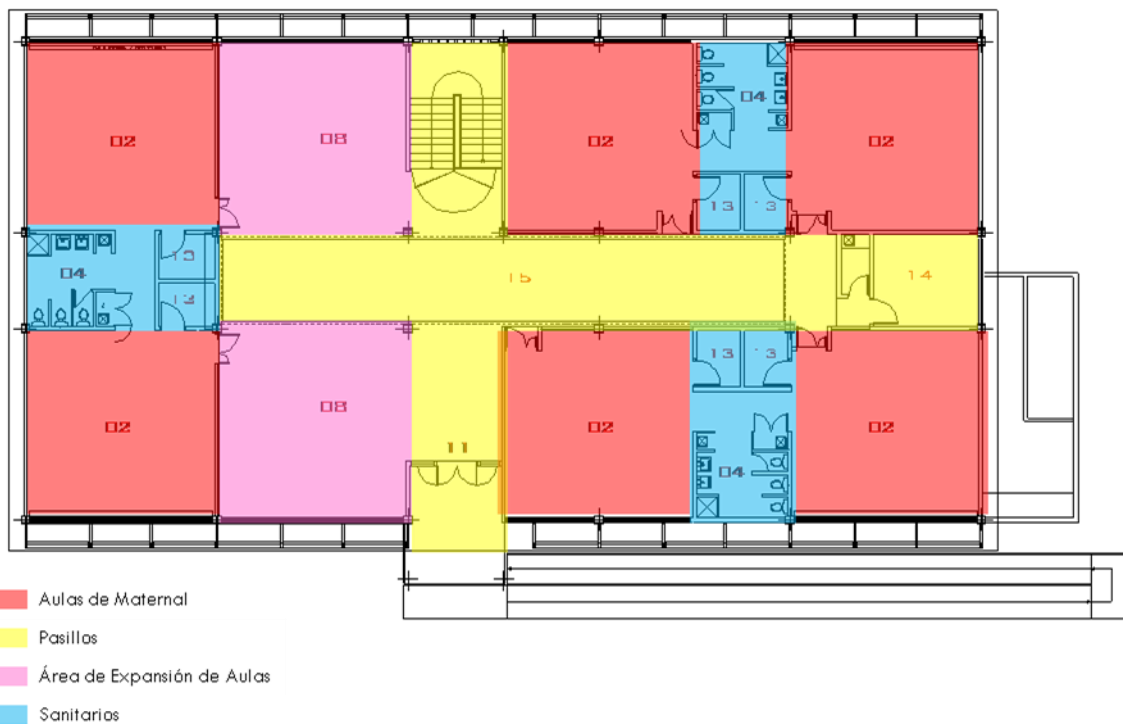 02 08 02 04 02
13 13
04 13 15 14
13
13 13
02 08 02 02
11 04
Aulas de Maternal
Pasillos
Área de Expansión de Aulas
Sanitarios